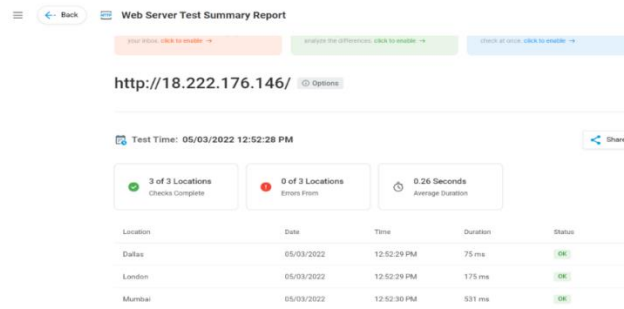 Back
Web Server Test Summary Report
your inbox. click to enable →
analyze the differences. click to enable →
check at once. click to enable →
http://18.222.176.146/
Options
Test Time: 05/03/2022 12:52:28 PM
Share
3 of 3 Locations
Checks Complete
0 of 3 Locations
Errors From
0.26 Seconds
Average Duration
Location Date Time Duration Status
Dallas 05/03/2022 12:52:29 PM 75 ms OK
London 05/03/2022 12:52:29 PM 175 ms OK
Mumbai 05/03/2022 12:52:30 PM 531 ms OK